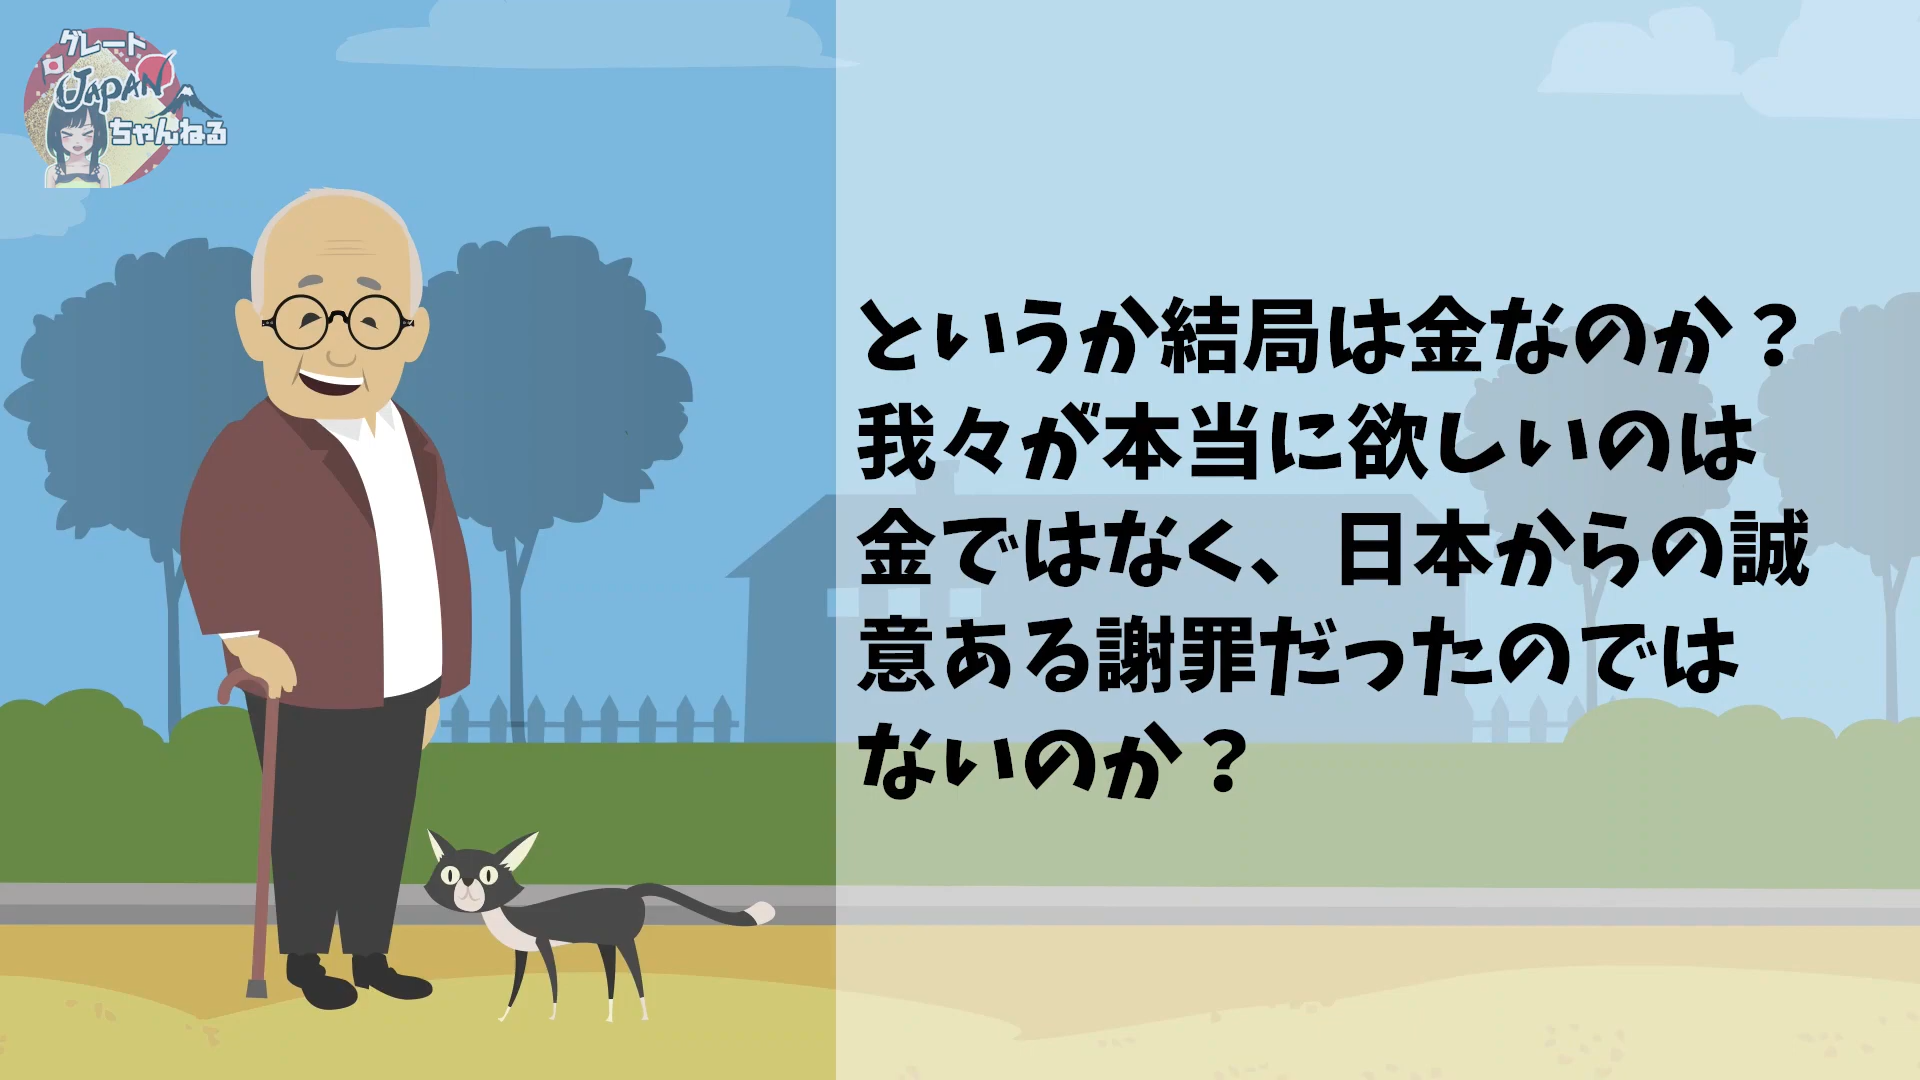 グレート
JAPAN
ちゃんねる
というか結局は金なのか？
我々が本当に欲しいのは
金ではなく、日本からの誠
意ある謝罪だったのでは
ないのか？